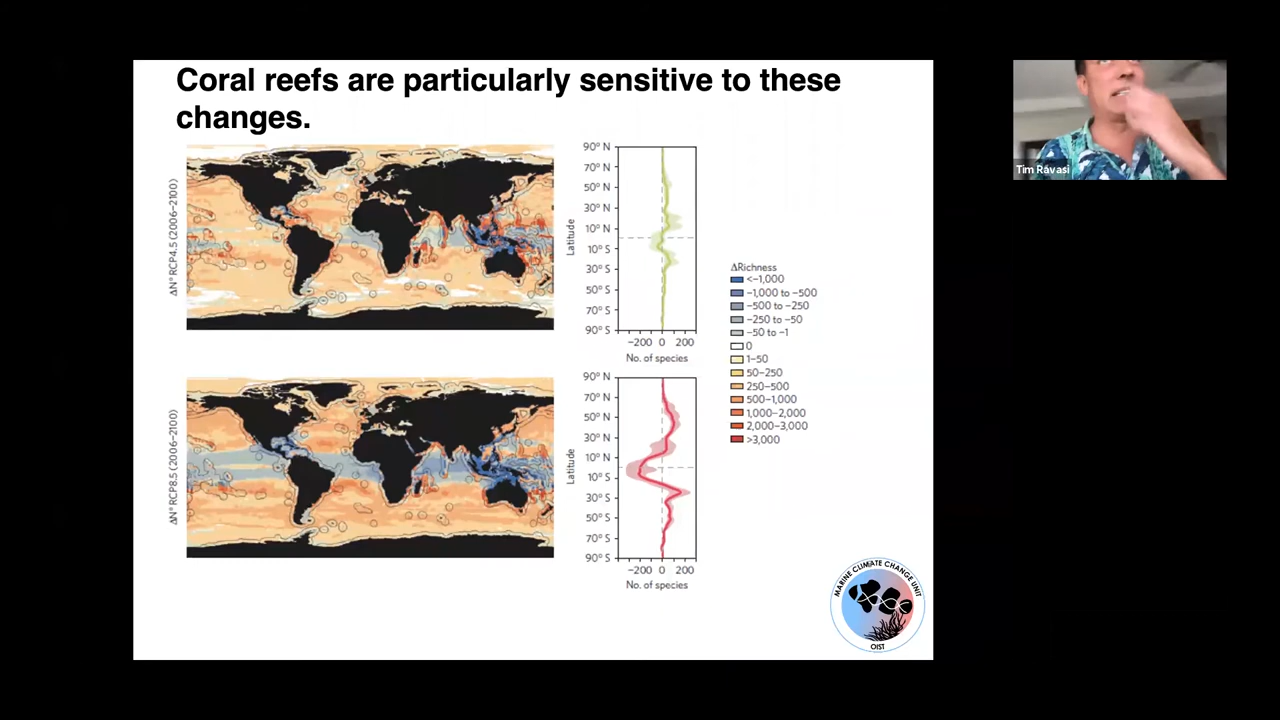 Coral reefs are particularly sensitive to these
changes.
ΔN° RCP4.5 (2006–2100)
90° N
70° N
50° N
30° N
10° N
10° S
30° S
50° S
70° S
90° S
Latitude
−200 0 200
No. of species
ΔN° RCP8.5 (2006–2100)
90° N
70° N
50° N
30° N
10° N
10° S
30° S
50° S
70° S
90° S
Latitude
−200 0 200
No. of species
ΔRichness
<−1,000
−1,000 to −500
−500 to −250
−250 to −50
−50 to −1
0
1–50
50–250
250–500
500–1,000
1,000–2,000
2,000–3,000
>3,000
MARINE CLIMATE CHANGE UNIT
OIST
Tim Ravasi